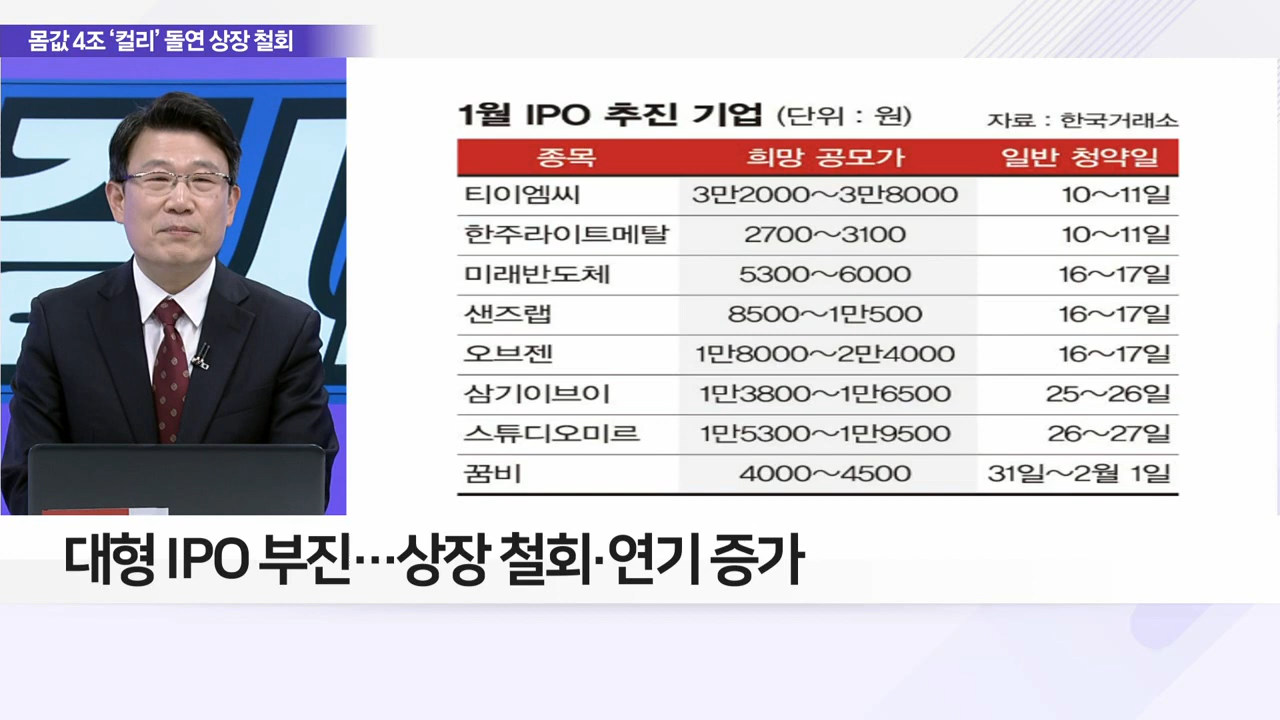 몸값 4조 ‘컬리’ 돌연 상장 철회
1월 IPO 추진 기업 (단위 : 원) 자료 : 한국거래소
종목 희망 공모가 일반 청약일
티이엠씨 3만2000～3만8000 10～11일
한주라이트메탈 2700～3100 10～11일
미래반도체 5300～6000 16～17일
샌즈랩 8500～1만500 16～17일
오브젠 1만8000～2만4000 16～17일
삼기이브이 1만3800～1만6500 25～26일
스튜디오미르 1만5300～1만9500 26～27일
꿈비 4000～4500 31일～2월 1일
대형 IPO 부진…상장 철회·연기 증가